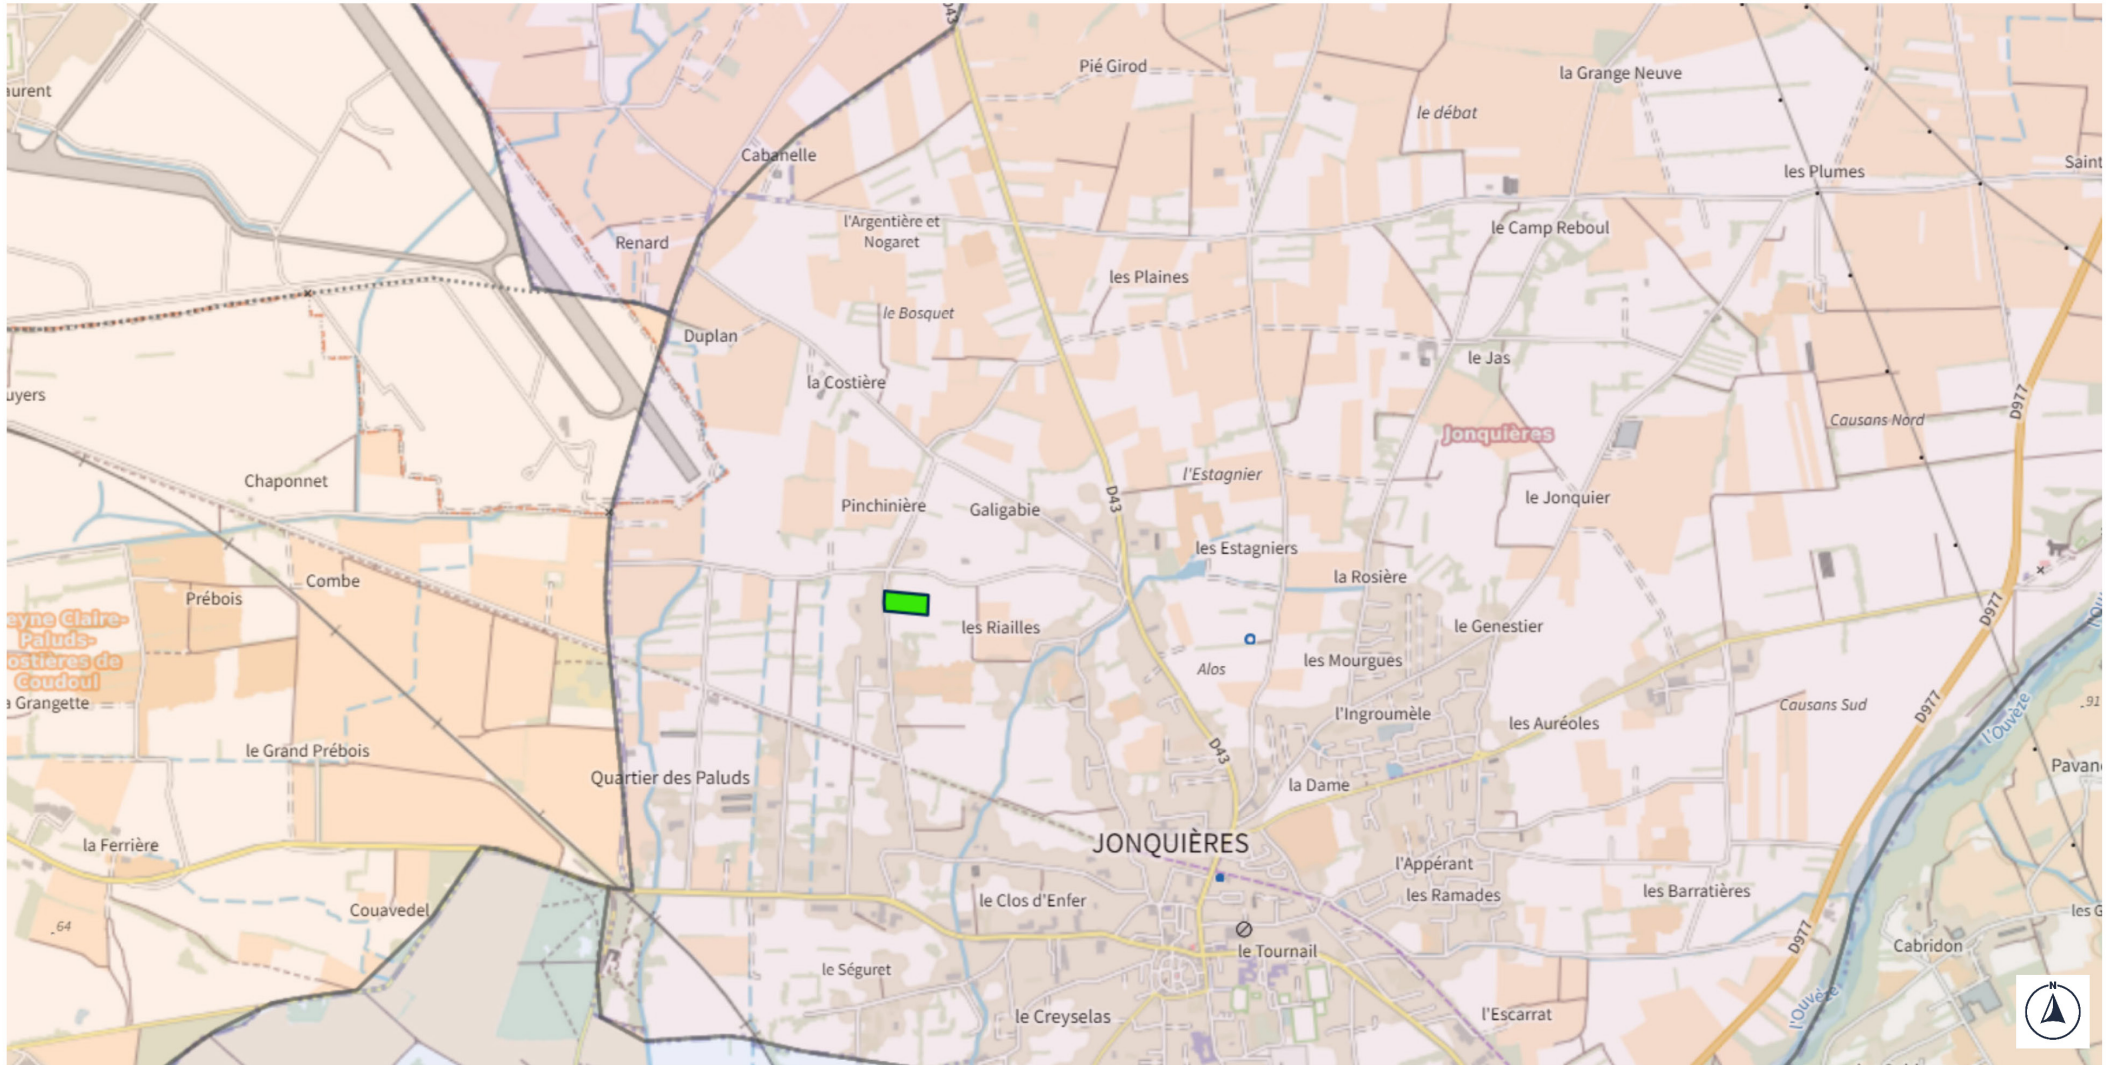 D43
Pié Girod
la Grange Neuve
aurent
le débat
Cabanelle
Saint
les Plumes
l'Argentière et
Nogaret
Renard
le Camp Reboul
les Plaines
le Bosquet
Duplan
le Jas
la Costière
uyers
D977
Causans Nord
Jonquières
l'Estagnier
Chaponnet
D43
le Jonquier
Pinchinière
Galigabie
les Estagniers
la Rosière
Combe
Prébois
D977
eyne Claire-
Paluds-
ostières de
Coudoul
les Riailles
le Genestier
les Mourgues
Alos
a Grangette
Causans Sud
91
D977
l'Ouvèze
l'Ingroumèle
les Auréoles
le Grand Prébois
D43
Quartier des Paluds
Pavan
la Dame
la Ferrière
JONQUIÈRES
l'Appérant
les Ramades
les Barratières
le Clos d'Enfer
Couavedel
les G
64
D977
Cabridon
le Tournail
le Séguret
N
l'Ouvèze
le Creyselas
l'Escarrat